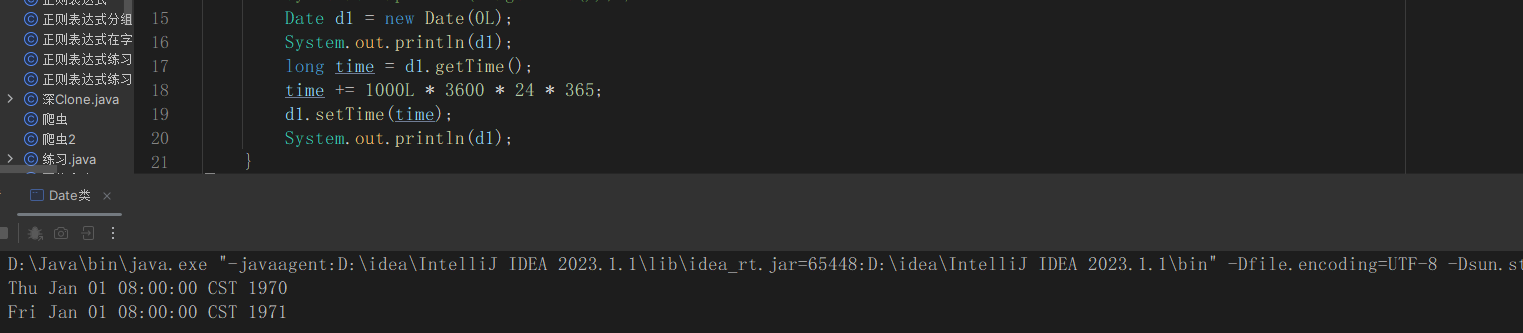 正则表达式
正则表达式分组
正则表达式在字
正则表达式练习
正则表达式练习
深Clone.java
爬虫
爬虫2
练习.java
15 Date d1 = new Date(0L);
16 System.out.println(d1);
17 long time = d1.getTime();
18 time += 1000L * 3600 * 24 * 365;
19 d1.setTime(time);
20 System.out.println(d1);
21 }
Date类
D:\Java\bin\java.exe "-javaagent:D:\idea\IntelliJ IDEA 2023.1.1\lib\idea_rt.jar=65448:D:\idea\IntelliJ IDEA 2023.1.1\bin" -Dfile.encoding=UTF-8 -Dsun.st
Thu Jan 01 08:00:00 CST 1970
Fri Jan 01 08:00:00 CST 1971